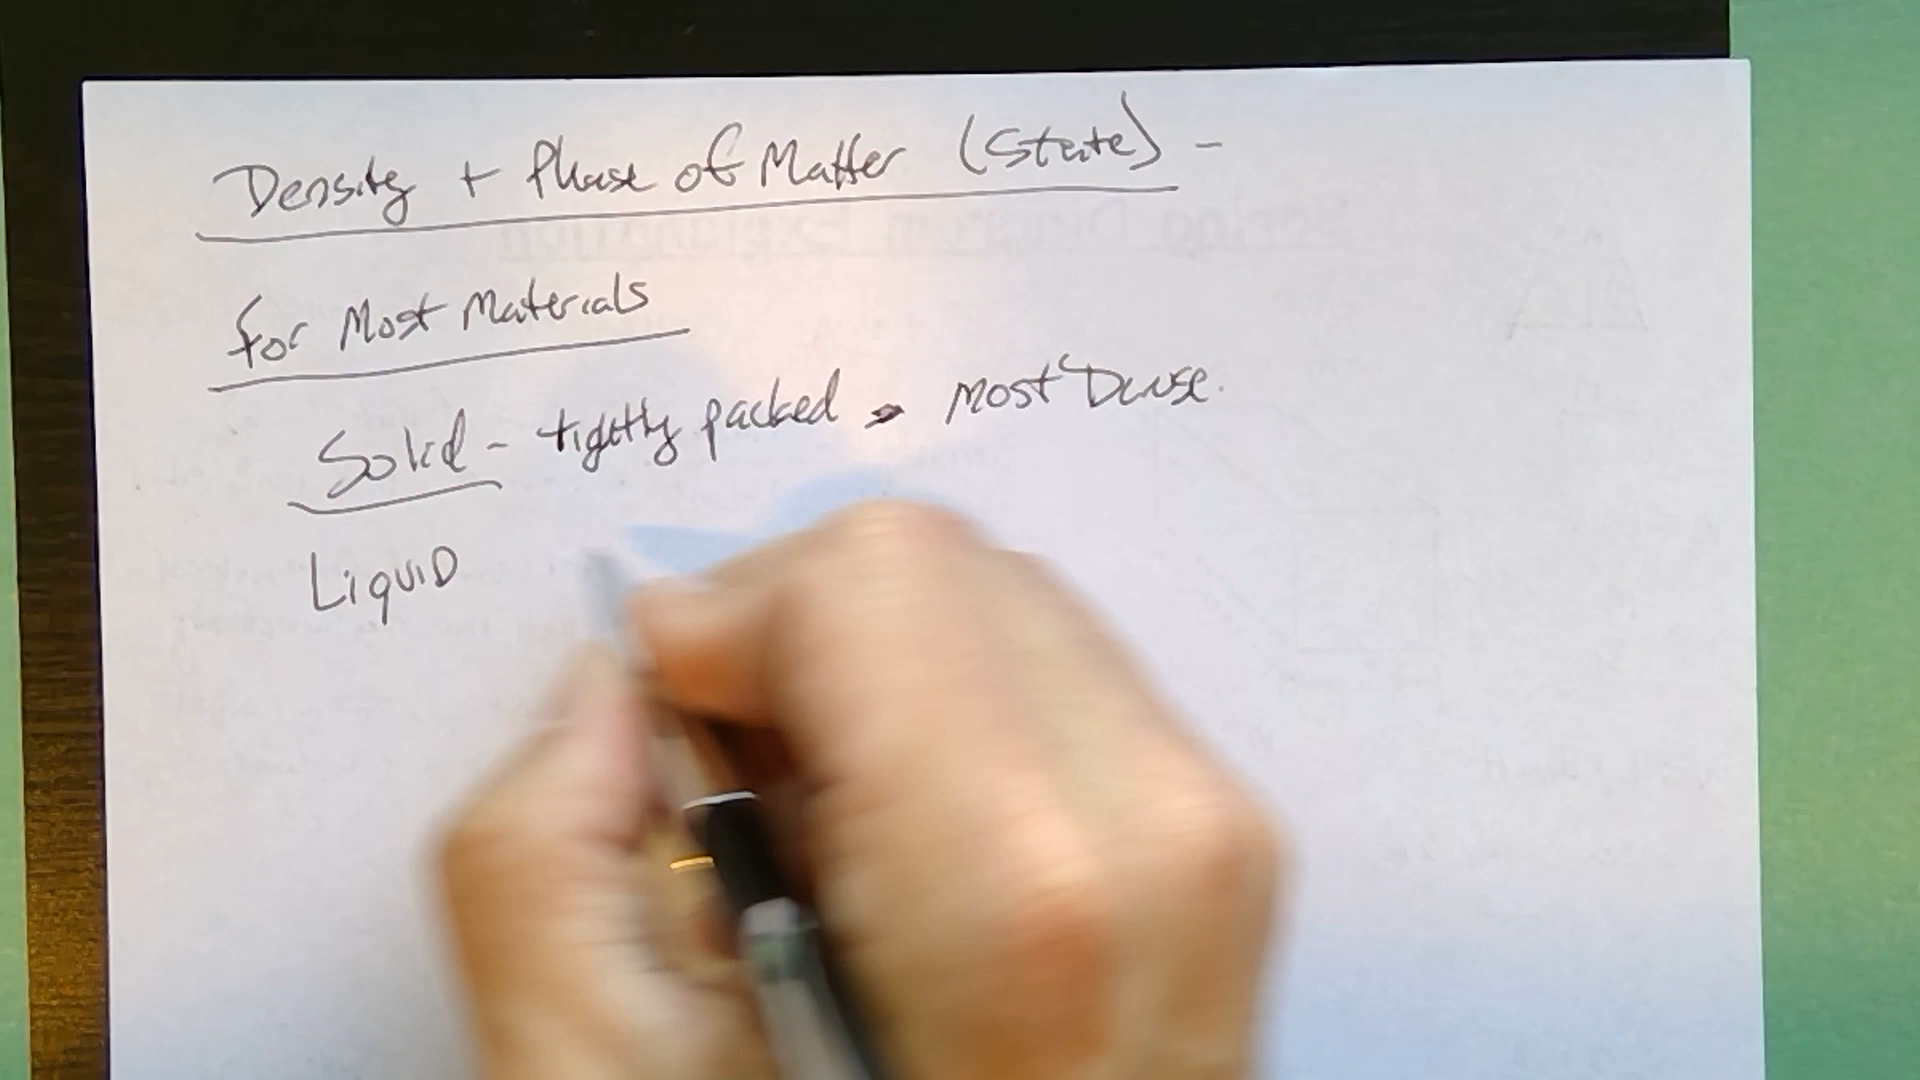 Density + Phase of Matter (State) -
for Most Materials
Solid - tightly packed → Most Dense.
Liquid